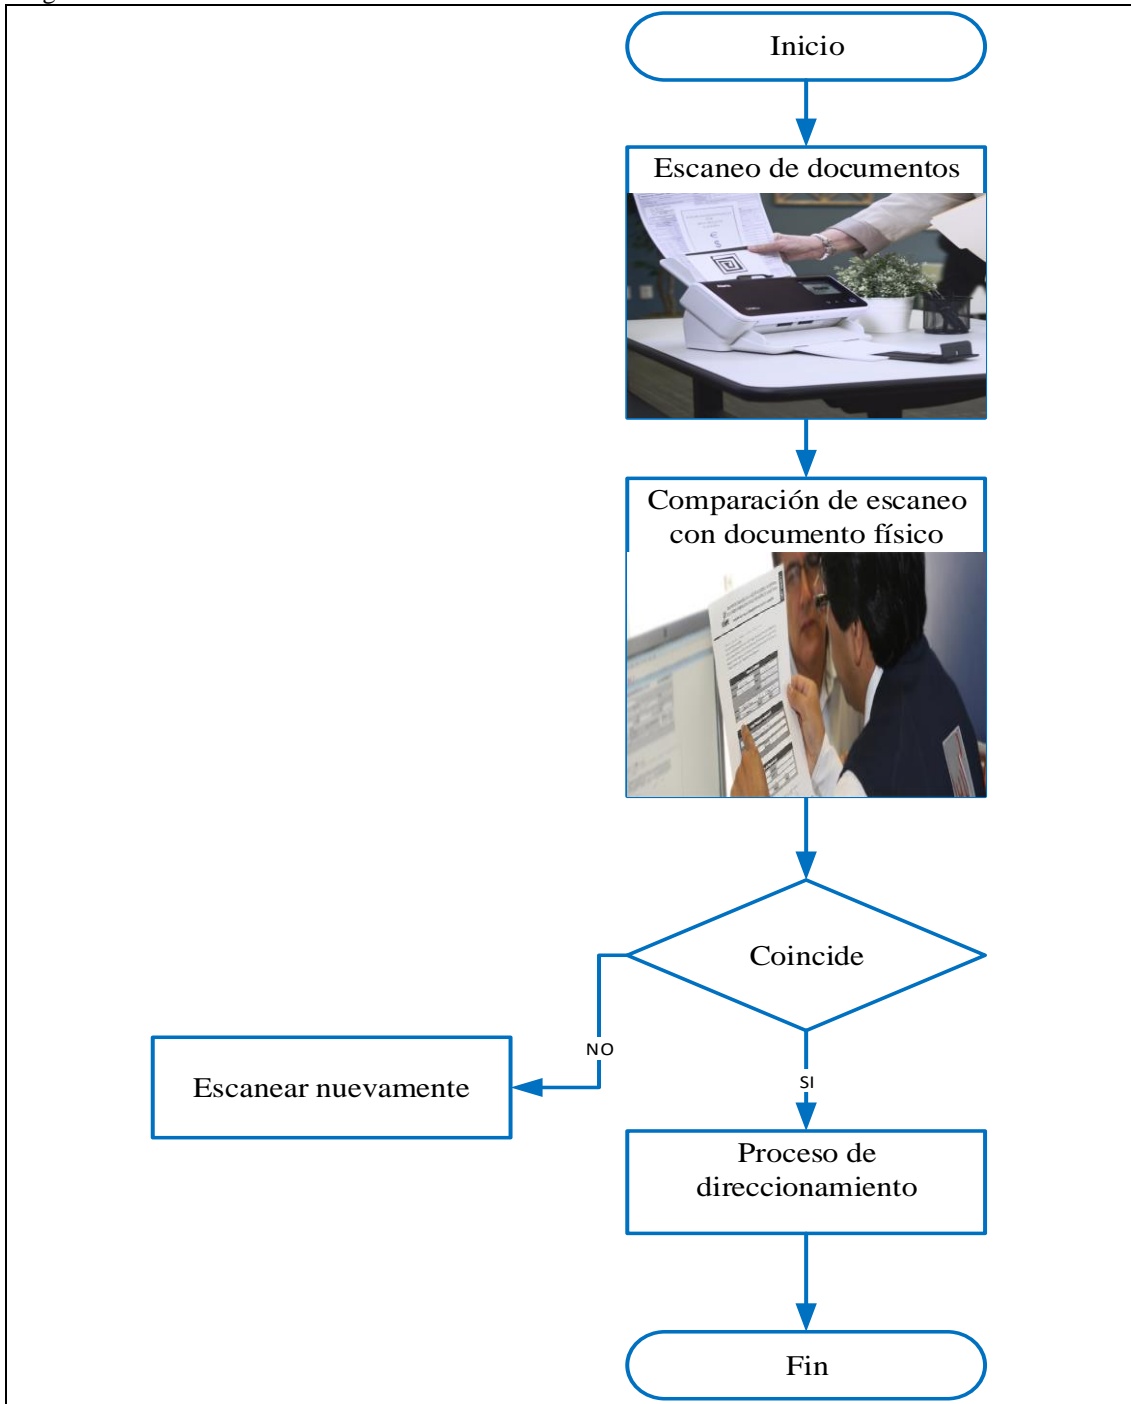 Inicio
Escaneo de documentos
Comparación de escaneo
con documento físico
Coincide
NO
Escanear nuevamente
SI
Proceso de
direccionamiento
Fin